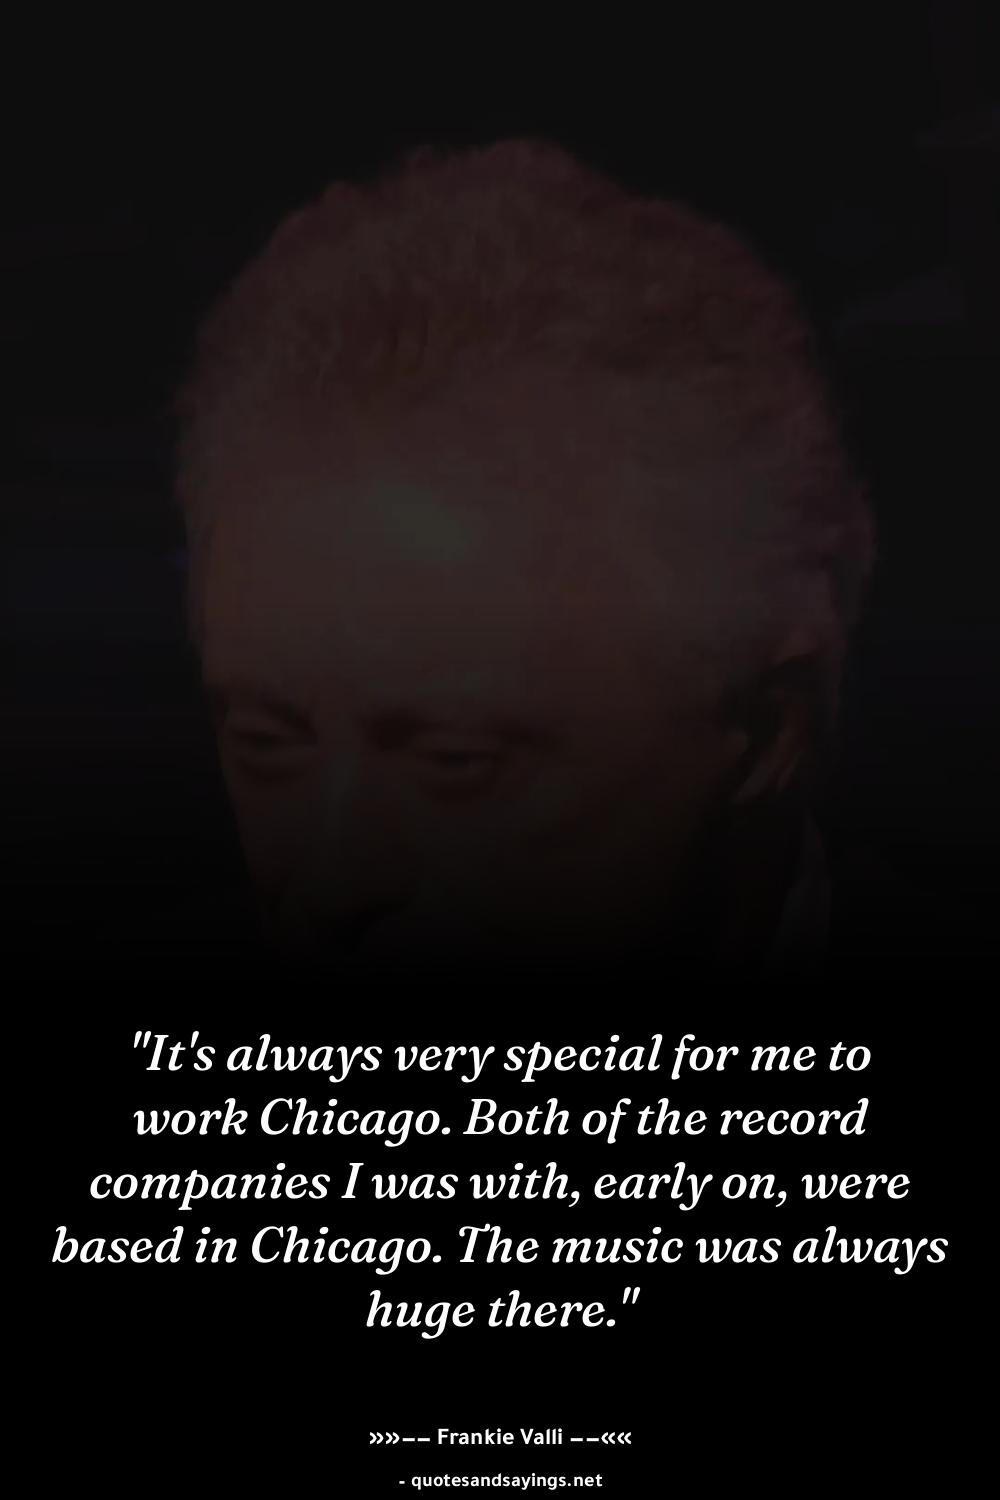 "It's always very special for me to
work Chicago. Both of the record
companies I was with, early on, were
based in Chicago. The music was always
huge there."
»»–– Frankie Valli ––««
- quotesandsayings.net